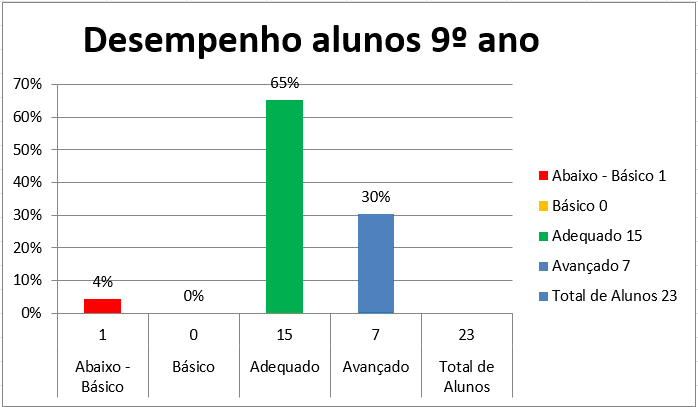 Desempenho alunos 9º ano
70%
60%
50%
40%
30%
20%
10%
0%
4%
0%
65%
30%
1
0
15
7
23
Abaixo -
Básico
Básico
Adequado
Avançado
Total de
Alunos
Abaixo - Básico 1
Básico 0
Adequado 15
Avançado 7
Total de Alunos 23